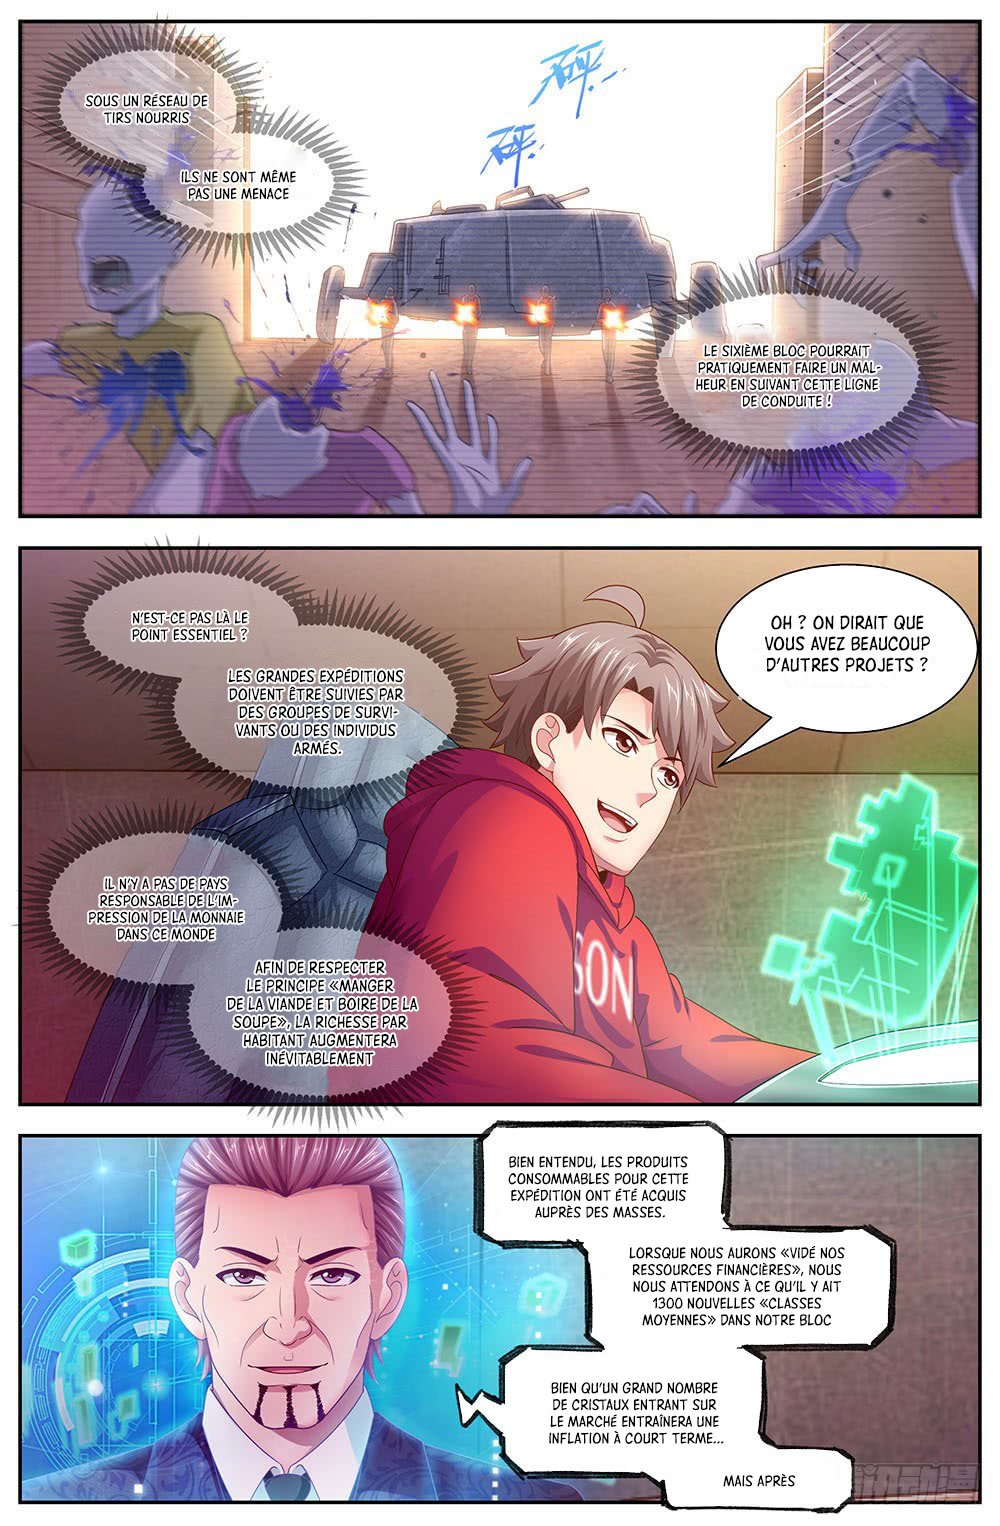 SOUS UN RÉSEAU DE
TIRS NOURRIS
ILS NE SONT MÊME
PAS UNE MENACE
砰!
砰!
LE SIXIÈME BLOC POURRAIT
PRATIQUEMENT FAIRE UN MAL-
HEUR EN SUIVANT CETTE LIGNE
DE CONDUITE !
N'EST-CE PAS LÀ LE
POINT ESSENTIEL ?
LES GRANDES EXPÉDITIONS
DOIVENT ÊTRE SUIVIES PAR
DES GROUPES DE SURVI-
VANTS OU DES INDIVIDUS
ARMÉS.
OH ? ON DIRAIT QUE
VOUS AVEZ BEAUCOUP
D'AUTRES PROJETS ?
IL N'Y A PAS DE PAYS
RESPONSABLE DE L'IM-
PRESSION DE LA MONNAIE
DANS CE MONDE
AFIN DE RESPECTER
LE PRINCIPE «MANGER
DE LA VIANDE ET BOIRE DE LA
SOUPE», LA RICHESSE PAR
HABITANT AUGMENTERA
INÉVITABLEMENT
SON
BIEN ENTENDU, LES PRODUITS
CONSOMMABLES POUR CETTE
EXPÉDITION ONT ÉTÉ ACQUIS
AUPRÈS DES MASSES.
LORSQUE NOUS AURONS «VIDÉ NOS
RESSOURCES FINANCIÈRES», NOUS
NOUS ATTENDONS À CE QU'IL Y AIT
1300 NOUVELLES «CLASSES
MOYENNES» DANS NOTRE BLOC
BIEN QU'UN GRAND NOMBRE
DE CRISTAUX ENTRANT SUR
LE MARCHÉ ENTRAÎNERA UNE
INFLATION À COURT TERME...
MAIS APRÈS